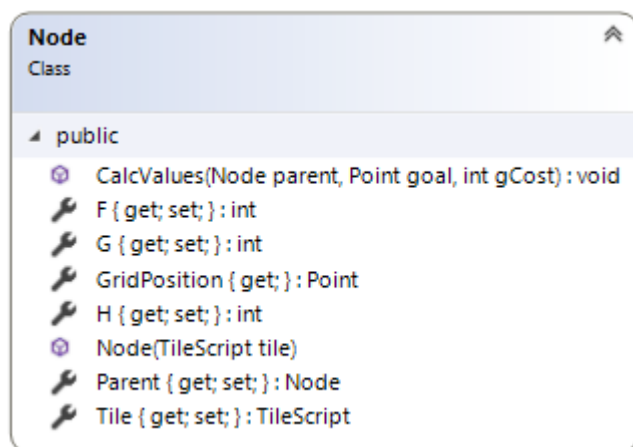 Node
Class
public
CalcValues(Node parent, Point goal, int gCost) : void
F { get; set; } : int
G { get; set; } : int
GridPosition { get; } : Point
H { get; set; } : int
Node(TileScript tile)
Parent { get; set; } : Node
Tile { get; set; } : TileScript